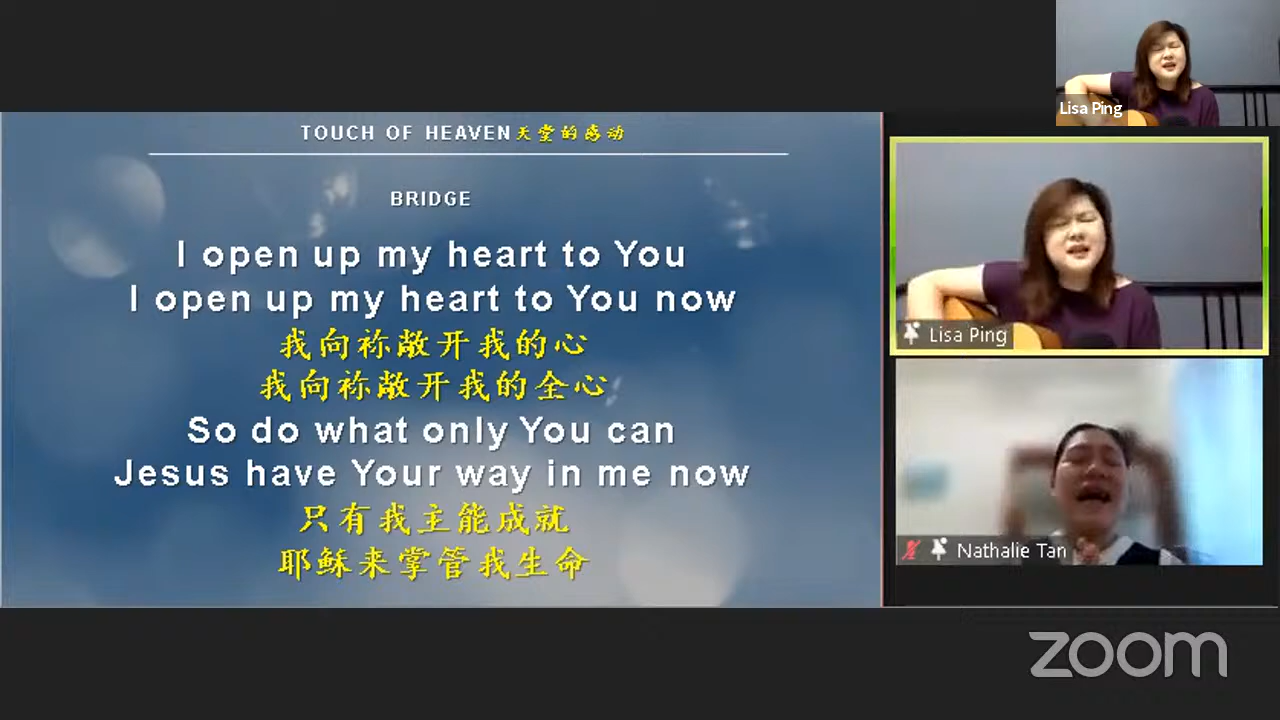 TOUCH OF HEAVEN天堂的感动
BRIDGE
I open up my heart to You
I open up my heart to You now
我向祢敞开我的心
我向祢敞开我的全心
So do what only You can
Jesus have Your way in me now
只有我主能成就
耶稣来掌管我生命
Lisa Ping
Lisa Ping
Nathalie Tan
zoom